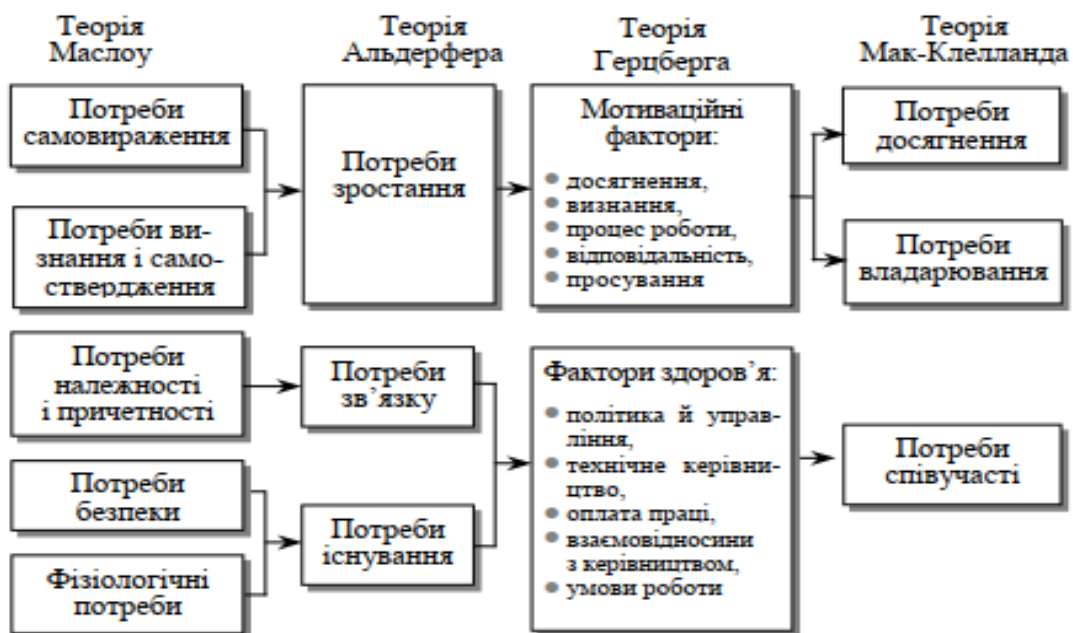 Теорія
Маслоу
Теорія
Альдерфера
Теорія
Герцберга
Теорія
Мак-Клелланда
Потреби
самовираження
Потреби ви-
знання і само-
ствердження
Потреби
належності
і причетності
Потреби
безпеки
Фізіологічні
потреби
Потреби
зростання
Потреби
зв’язку
Потреби
існування
Мотиваційні
фактори:
● досягнення,
● визнання,
● процес роботи,
● відповідальність,
● просування
Фактори здоров’я:
● політика й управ-
ління,
● технічне керівни-
цтво,
● оплата праці,
● взаємовідносини
з керівництвом,
● умови роботи
Потреби
досягнення
Потреби
владарювання
Потреби
співучасті